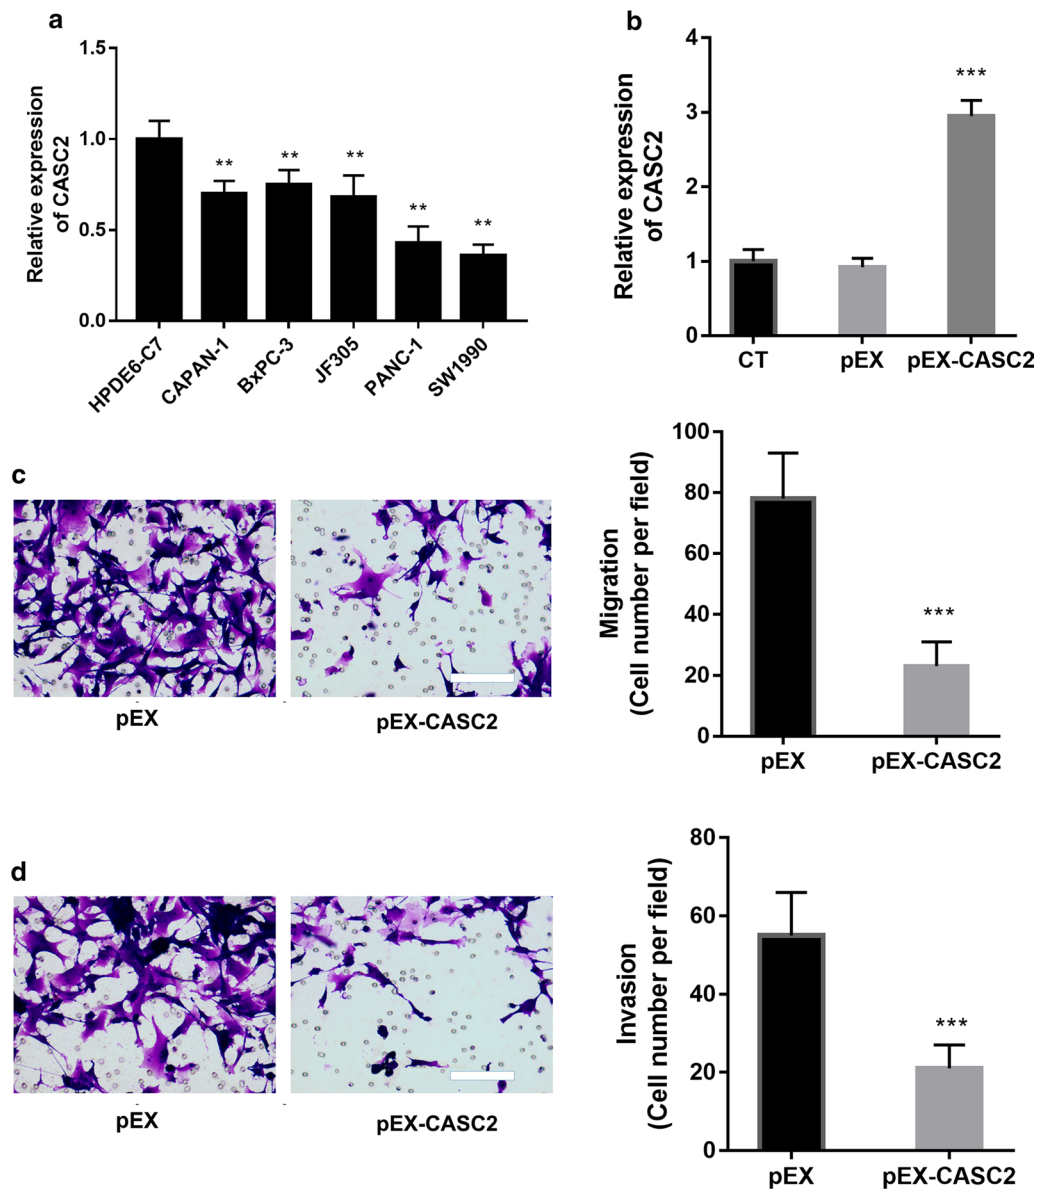 a
1.5
1.0
0.5
0.0
Relative expression
of CASC2
**
**
**
**
**
HPDE6-C7
CAPAN-1
BxPC-3
JF305
PANC-1
SW1990
b
4
3
2
1
0
Relative expression
of CASC2
***
CT
pEX
pEX-CASC2
c
pEX
pEX-CASC2
100
80
60
40
20
0
Migration
(Cell number per field)
***
pEX
pEX-CASC2
d
pEX
pEX-CASC2
80
60
40
20
0
Invasion
(Cell number per field)
***
pEX
pEX-CASC2